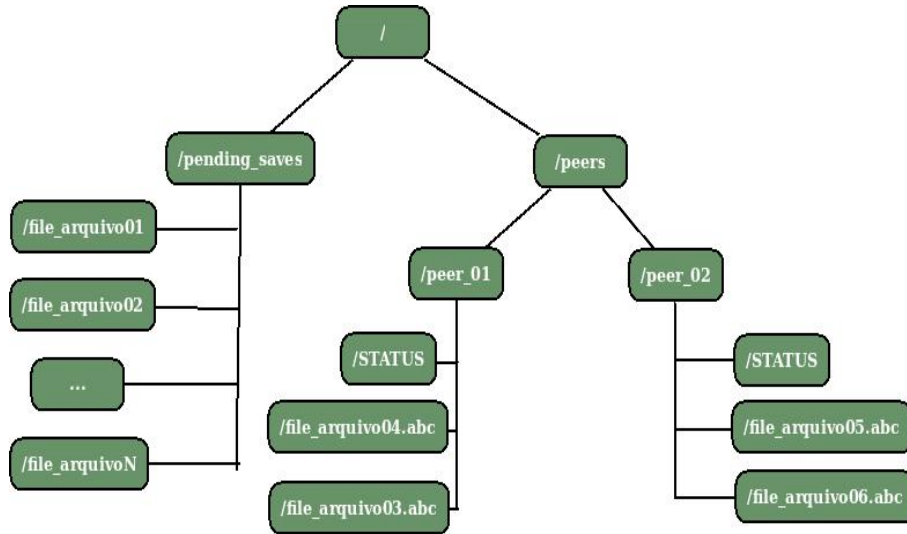 /
/pending_saves
/peers
/file_arquivo01
/file_arquivo02
...
/file_arquivoN
/peer_01
/STATUS
/file_arquivo04.abc
/file_arquivo03.abc
/peer_02
/STATUS
/file_arquivo05.abc
/file_arquivo06.abc